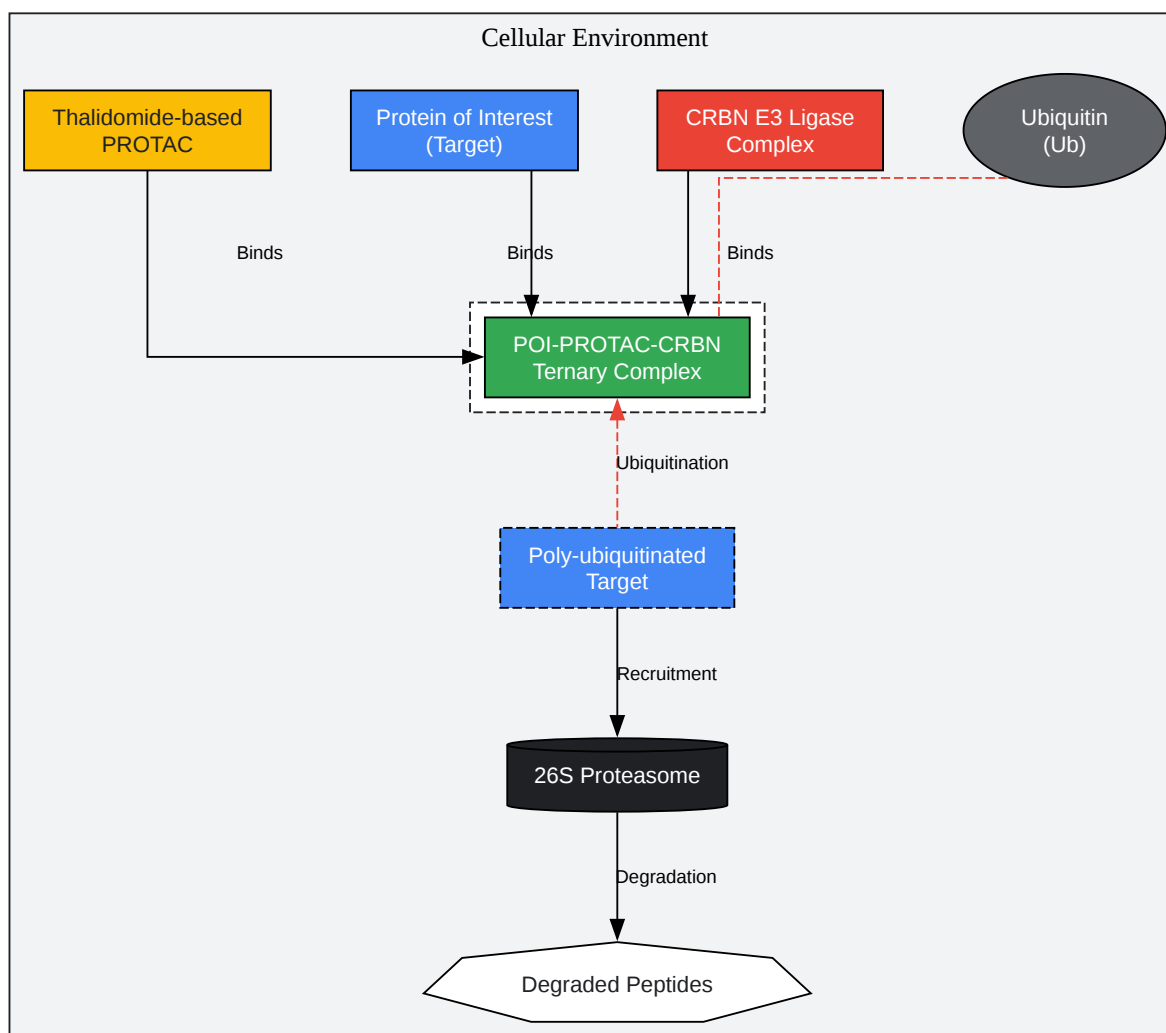 Cellular Environment
Thalidomide-based
PROTAC
Protein of Interest
(Target)
CRBN E3 Ligase
Complex
Ubiquitin
(Ub)
Binds
Binds
Binds
POI-PROTAC-CRBN
Ternary Complex
Ubiquitination
Poly-ubiquitinated
Target
Recruitment
26S Proteasome
Degradation
Degraded Peptides